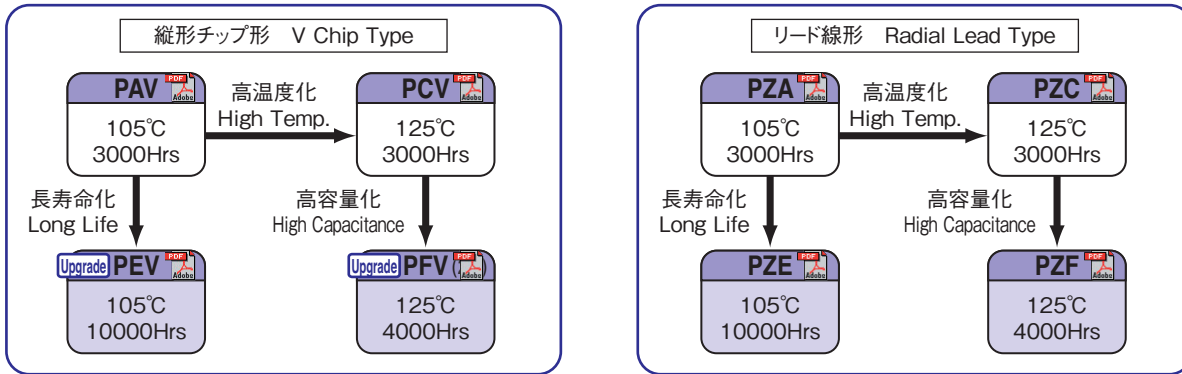 縦形チップ形 V Chip Type
PAV
PDF
Adobe
105℃
3000Hrs
高温度化
High Temp.
PCV
PDF
Adobe
125℃
3000Hrs
長寿命化
Long Life
高容量化
High Capacitance
Upgrade
PEV
PDF
Adobe
105℃
10000Hrs
Upgrade
PFV
PDF
Adobe
125℃
4000Hrs
リード線形 Radial Lead Type
PZA
PDF
Adobe
105℃
3000Hrs
高温度化
High Temp.
PZC
PDF
Adobe
125℃
3000Hrs
長寿命化
Long Life
高容量化
High Capacitance
PZE
PDF
Adobe
105℃
10000Hrs
PZF
PDF
Adobe
125℃
4000Hrs